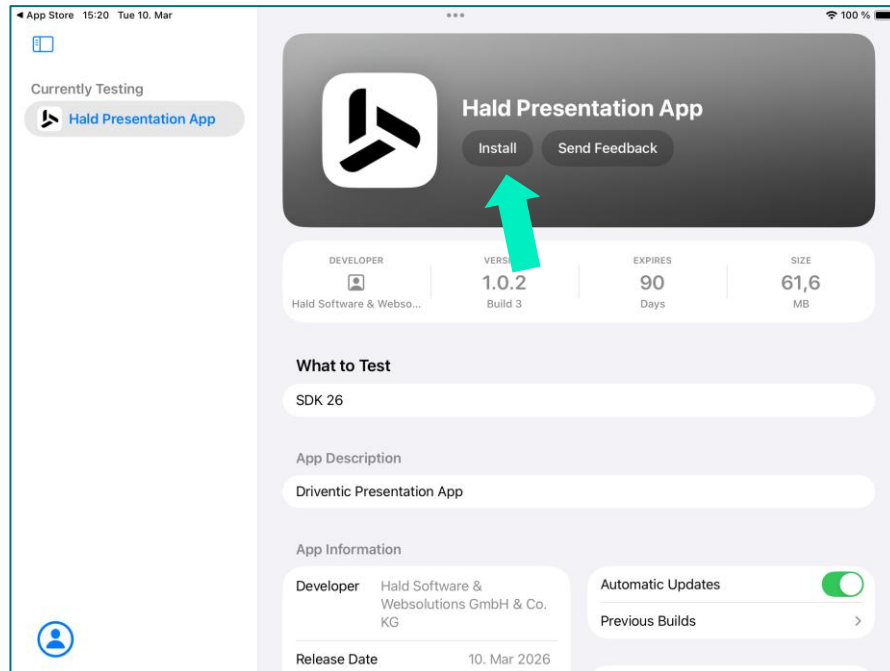 App Store 15:20 Tue 10. Mar
100 %
Currently Testing
Hald Presentation App
Hald Presentation App
Install Send Feedback
DEVELOPER
Hald Software & Webso...
1.0.2
Build 3
EXPIRES
90
Days
SIZE
61,6
MB
What to Test
SDK 26
App Description
Driventic Presentation App
App Information
Developer Hald Software &
Websolutions GmbH & Co.
KG
Release Date 10. Mar 2026
Automatic Updates
Previous Builds